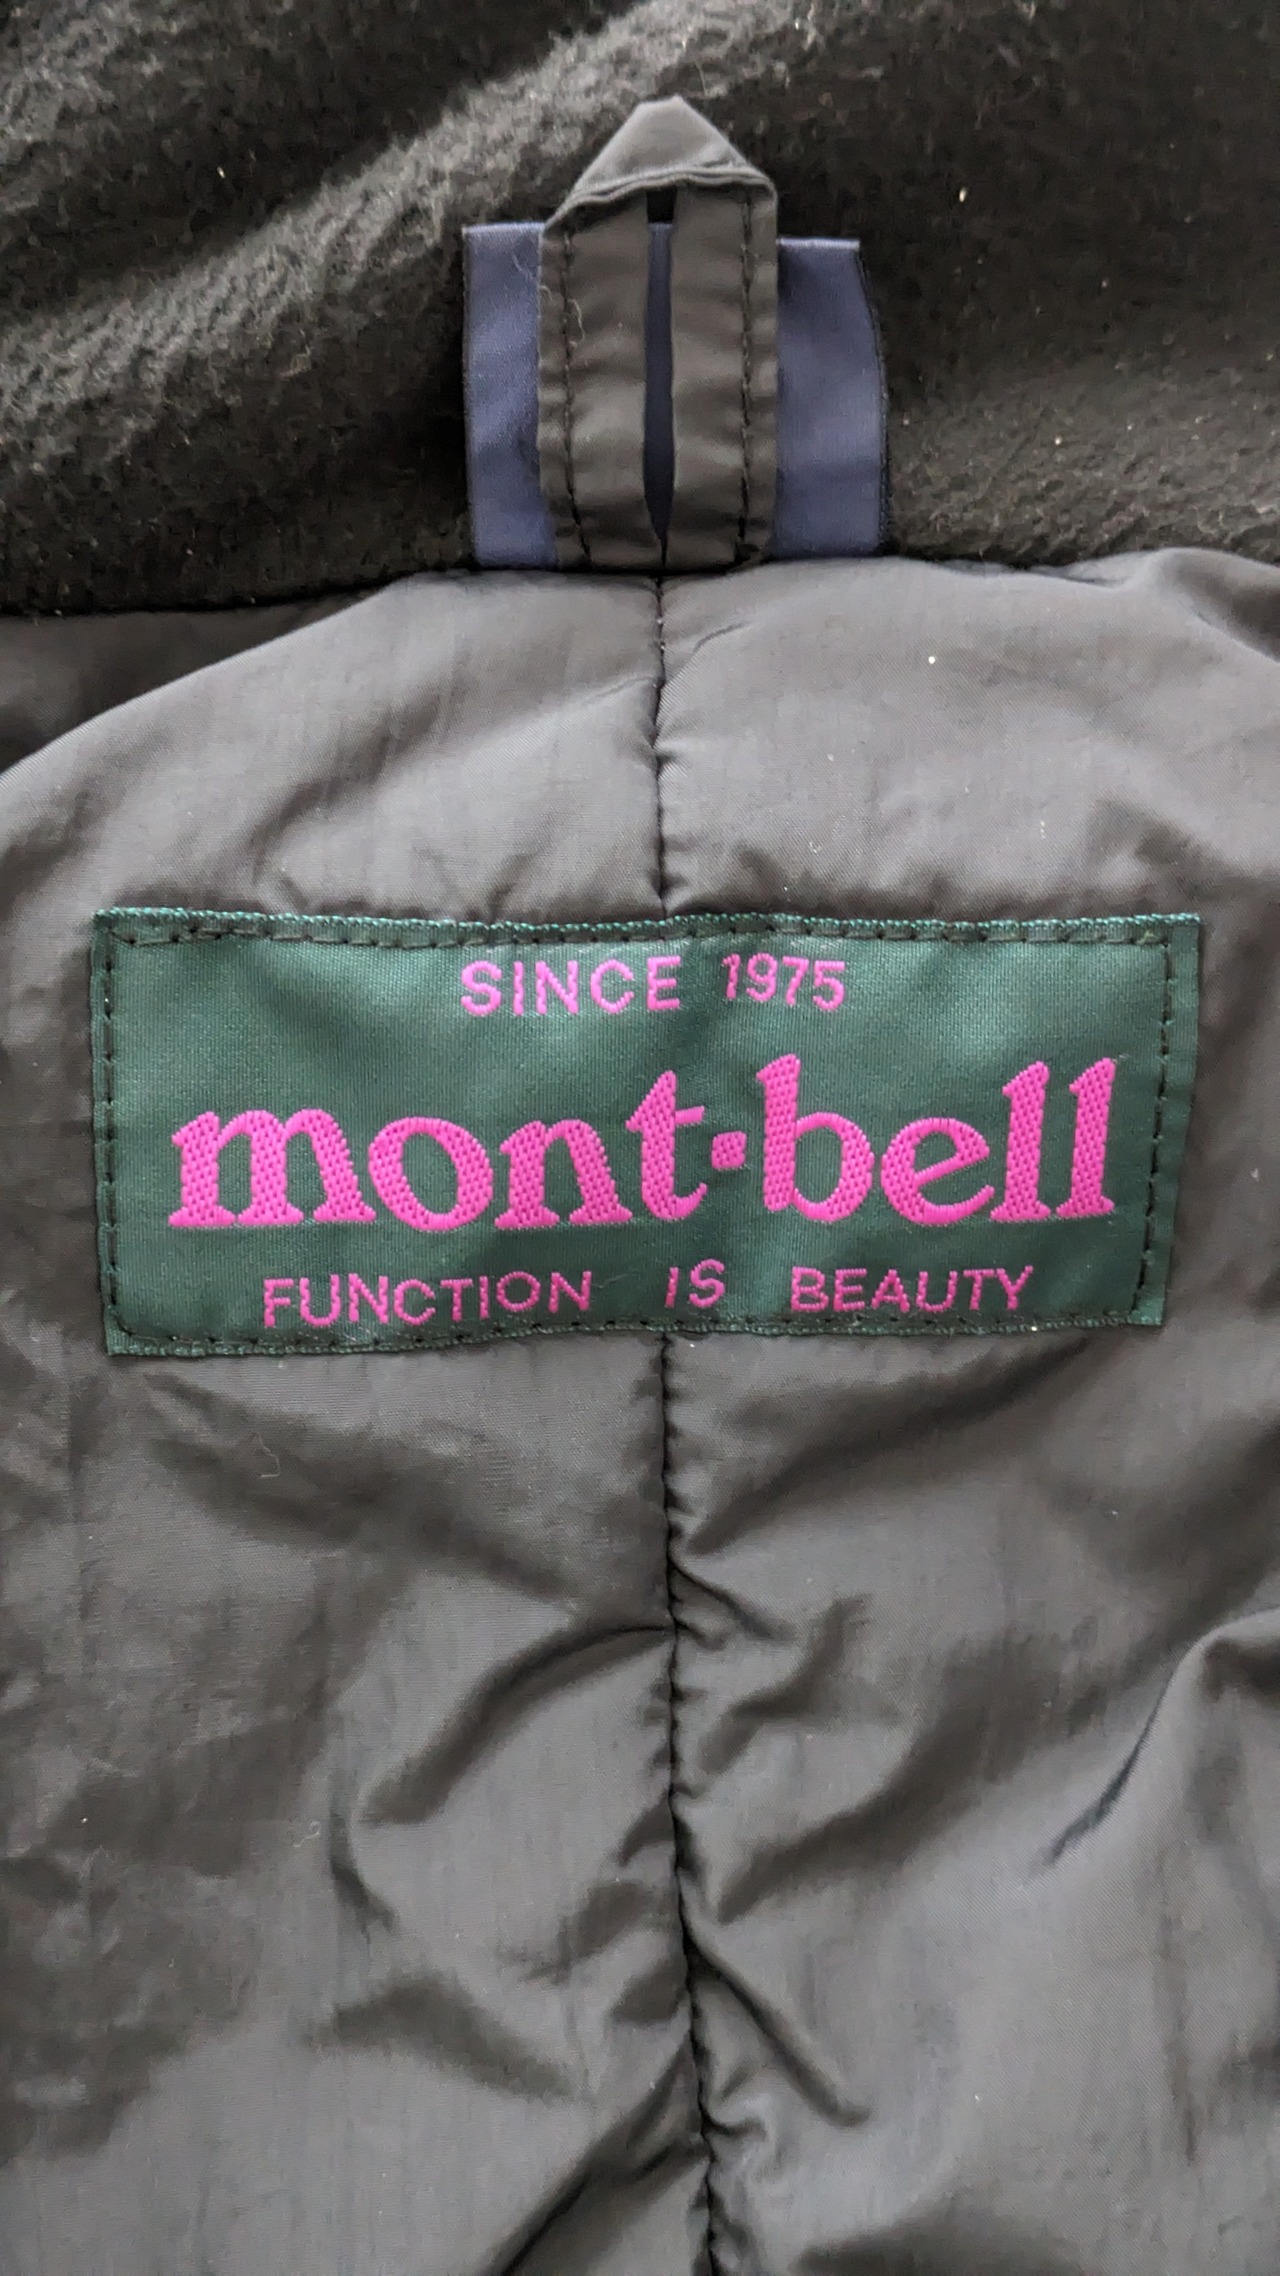 SINCE 1975
mont·bell
FUNCTION IS BEAUTY